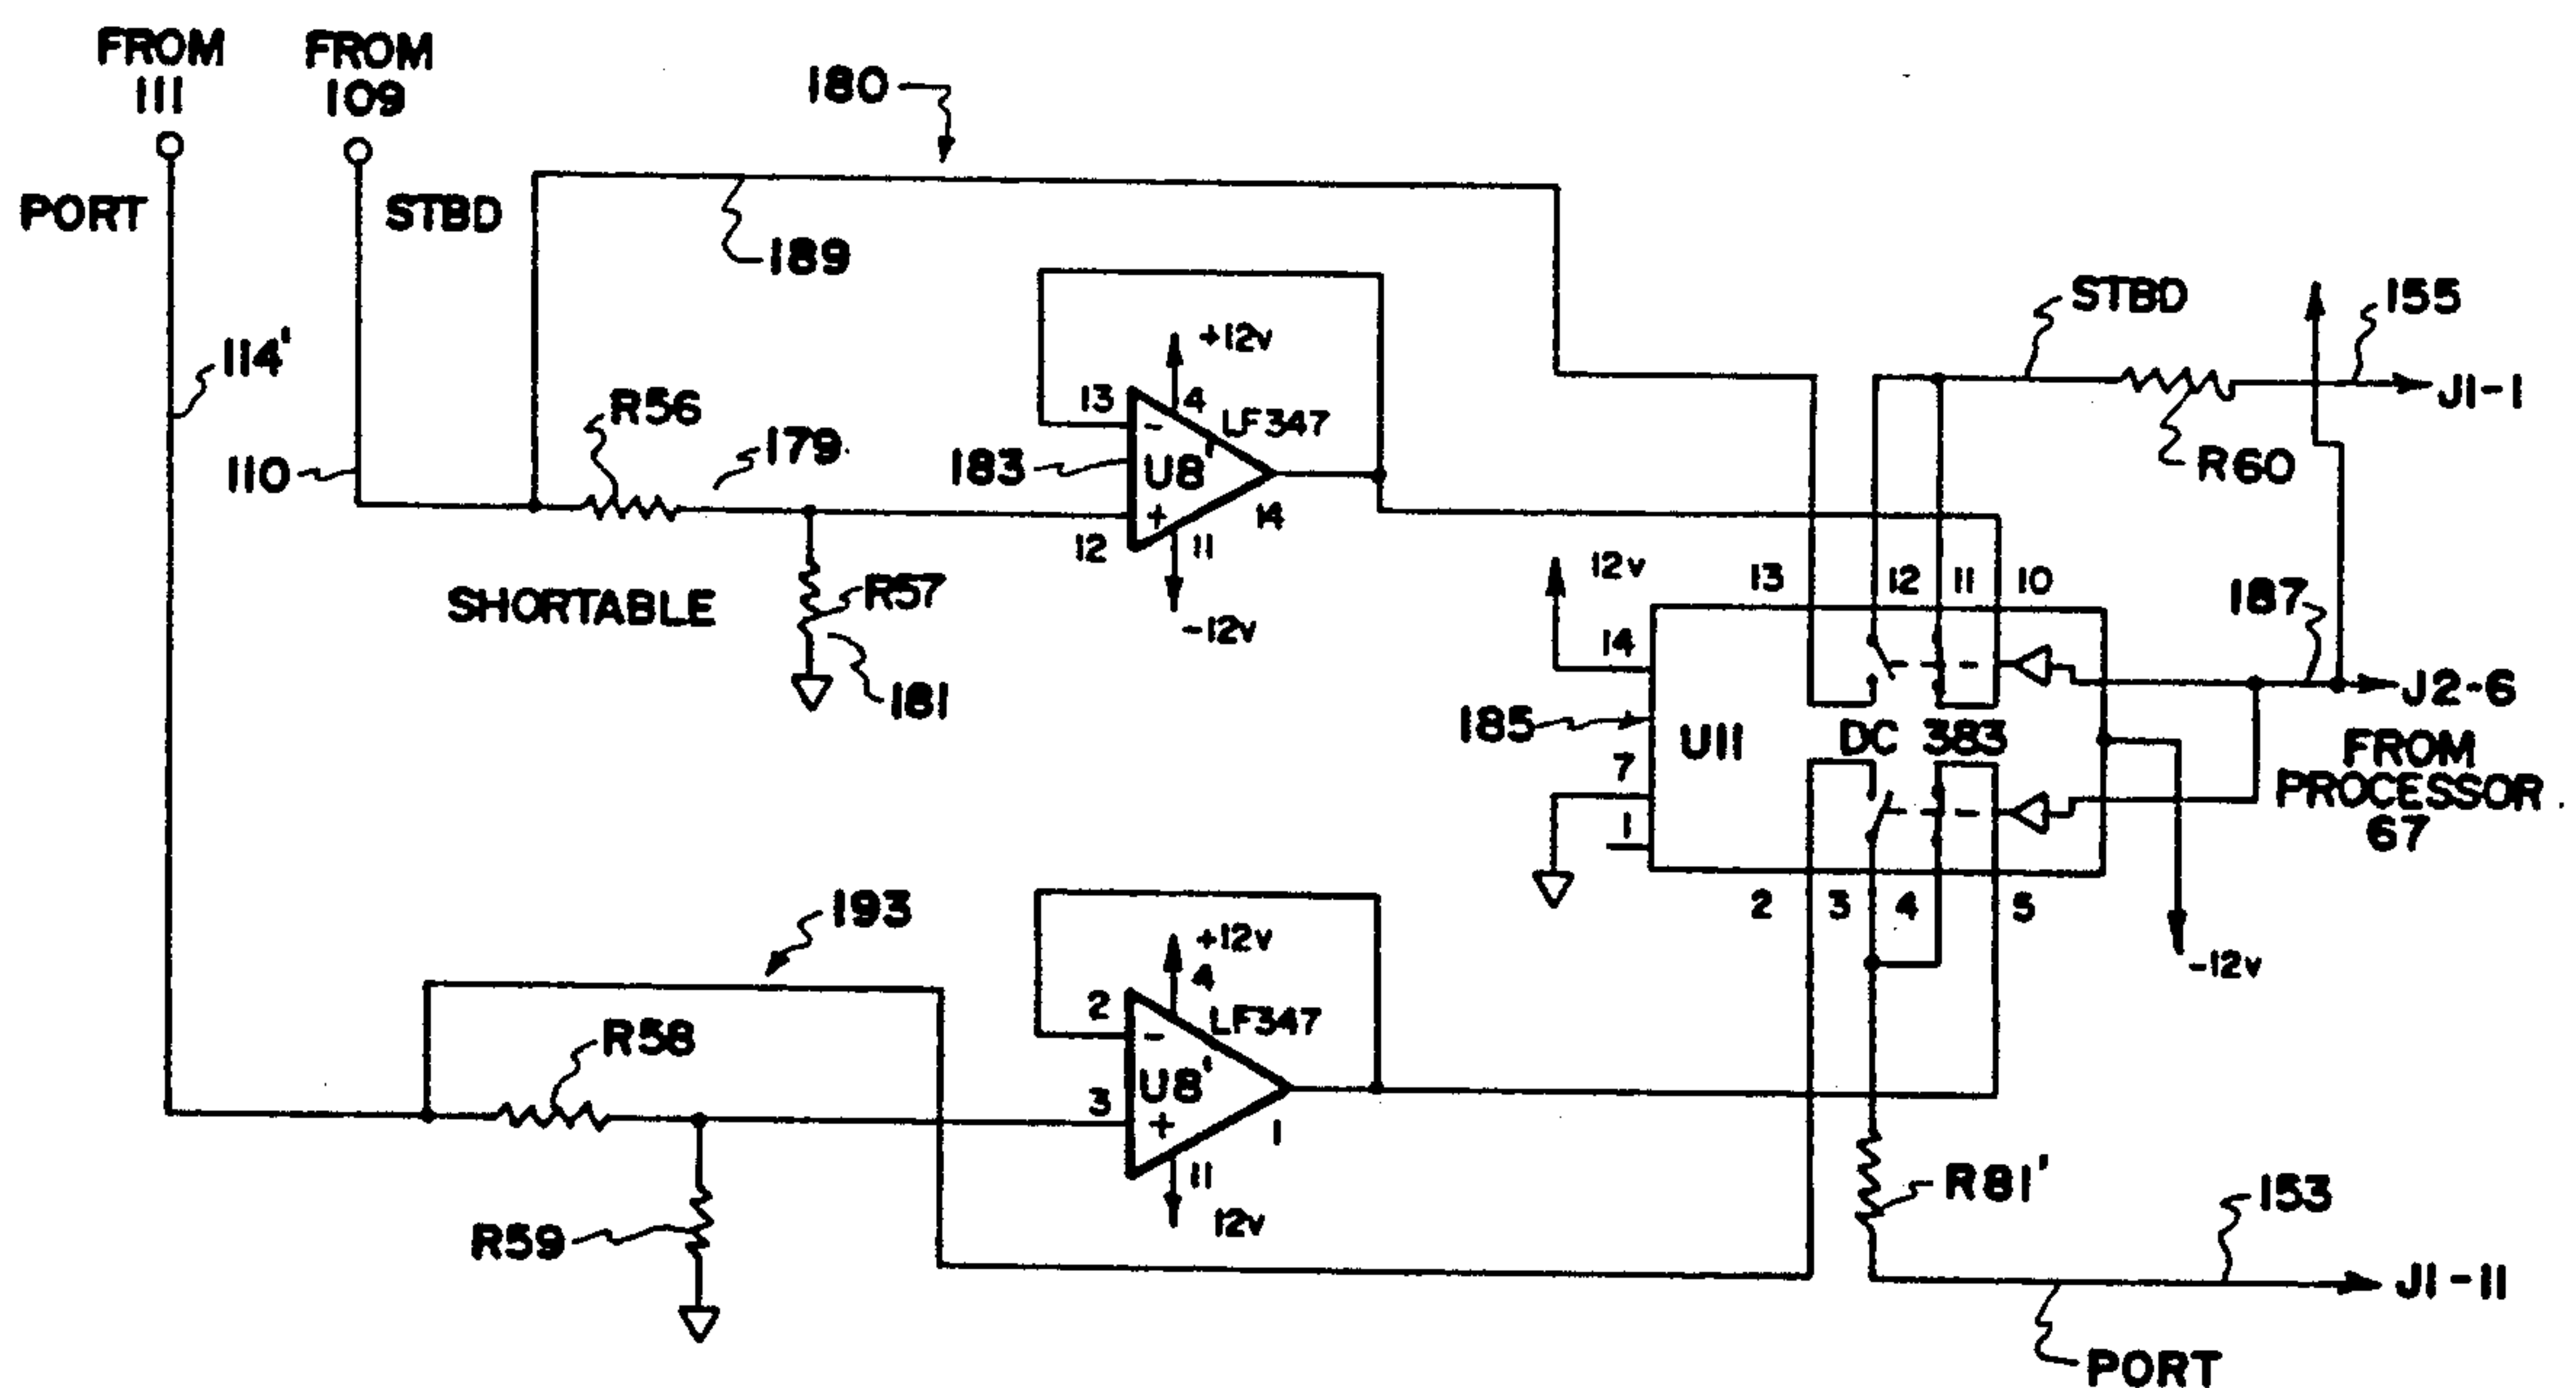 FROM
111
FROM
109
PORT
STBD
180
189
114'
110
R56
179
SHORTABLE
R57
181
+12v
13
4
LF347
183
U8'
-
+
12
11
14
-12v
STBD
155
J1-1
R60
12v
14
13
12
11
10
187
J2-6
FROM
PROCESSOR
67
185
U11
DC 383
7
1
2
3
4
5
-12v
193
R58
R59
+12v
4
LF347
2
-
U8'
3
+
1
11
12v
R81'
153
J1-11
PORT